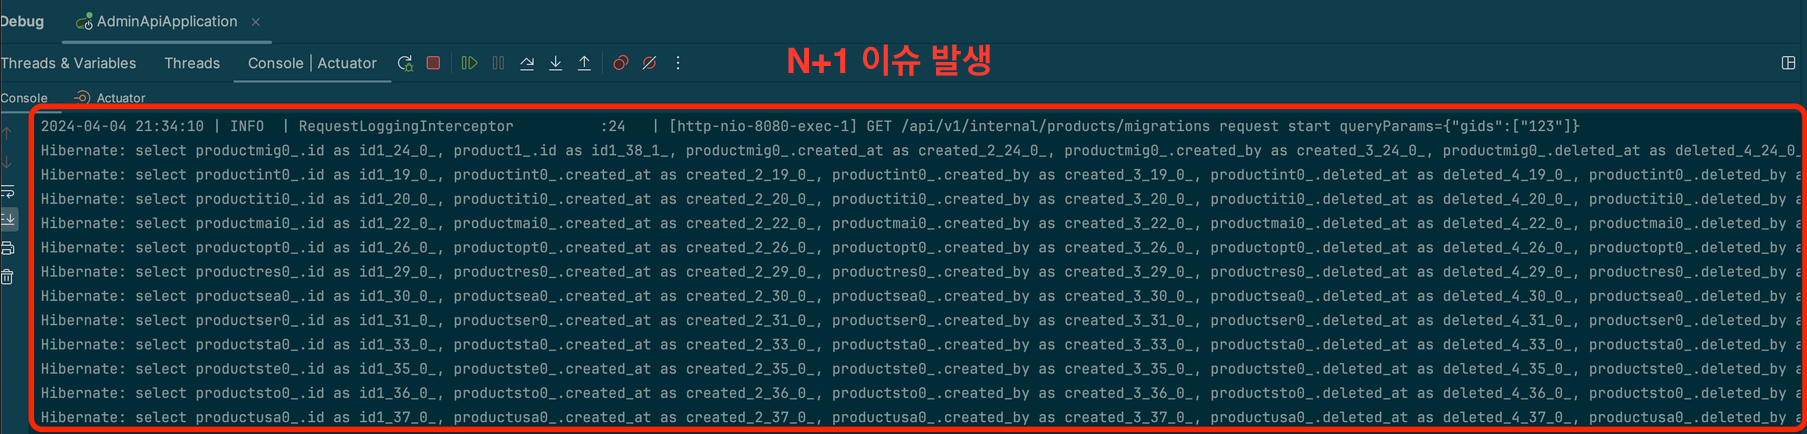 Debug AdminApiApplication
Threads & Variables Threads Console | Actuator N+1 이슈 발생
Console Actuator
2024-04-04 21:34:10 | INFO | RequestLoggingInterceptor :24 | [http-nio-8080-exec-1] GET /api/v1/internal/products/migrations request start queryParams={"gids":["123"]}
Hibernate: select productmig0_.id as id1_24_0_, product1_.id as id1_38_1_, productmig0_.created_at as created_2_24_0_, productmig0_.created_by as created_3_24_0_, productmig0_.deleted_at as deleted_4_24_0_
Hibernate: select productint0_.id as id1_19_0_, productint0_.created_at as created_2_19_0_, productint0_.created_by as created_3_19_0_, productint0_.deleted_at as deleted_4_19_0_, productint0_.deleted_by a
Hibernate: select productiti0_.id as id1_20_0_, productiti0_.created_at as created_2_20_0_, productiti0_.created_by as created_3_20_0_, productiti0_.deleted_at as deleted_4_20_0_, productiti0_.deleted_by a
Hibernate: select productmai0_.id as id1_22_0_, productmai0_.created_at as created_2_22_0_, productmai0_.created_by as created_3_22_0_, productmai0_.deleted_at as deleted_4_22_0_, productmai0_.deleted_by a
Hibernate: select productopt0_.id as id1_26_0_, productopt0_.created_at as created_2_26_0_, productopt0_.created_by as created_3_26_0_, productopt0_.deleted_at as deleted_4_26_0_, productopt0_.deleted_by a
Hibernate: select productres0_.id as id1_29_0_, productres0_.created_at as created_2_29_0_, productres0_.created_by as created_3_29_0_, productres0_.deleted_at as deleted_4_29_0_, productres0_.deleted_by a
Hibernate: select productsea0_.id as id1_30_0_, productsea0_.created_at as created_2_30_0_, productsea0_.created_by as created_3_30_0_, productsea0_.deleted_at as deleted_4_30_0_, productsea0_.deleted_by a
Hibernate: select productser0_.id as id1_31_0_, productser0_.created_at as created_2_31_0_, productser0_.created_by as created_3_31_0_, productser0_.deleted_at as deleted_4_31_0_, productser0_.deleted_by a
Hibernate: select productsta0_.id as id1_33_0_, productsta0_.created_at as created_2_33_0_, productsta0_.created_by as created_3_33_0_, productsta0_.deleted_at as deleted_4_33_0_, productsta0_.deleted_by a
Hibernate: select productste0_.id as id1_35_0_, productste0_.created_at as created_2_35_0_, productste0_.created_by as created_3_35_0_, productste0_.deleted_at as deleted_4_35_0_, productste0_.deleted_by a
Hibernate: select productsto0_.id as id1_36_0_, productsto0_.created_at as created_2_36_0_, productsto0_.created_by as created_3_36_0_, productsto0_.deleted_at as deleted_4_36_0_, productsto0_.deleted_by a
Hibernate: select productusa0_.id as id1_37_0_, productusa0_.created_at as created_2_37_0_, productusa0_.created_by as created_3_37_0_, productusa0_.deleted_at as deleted_4_37_0_, productusa0_.deleted_by a